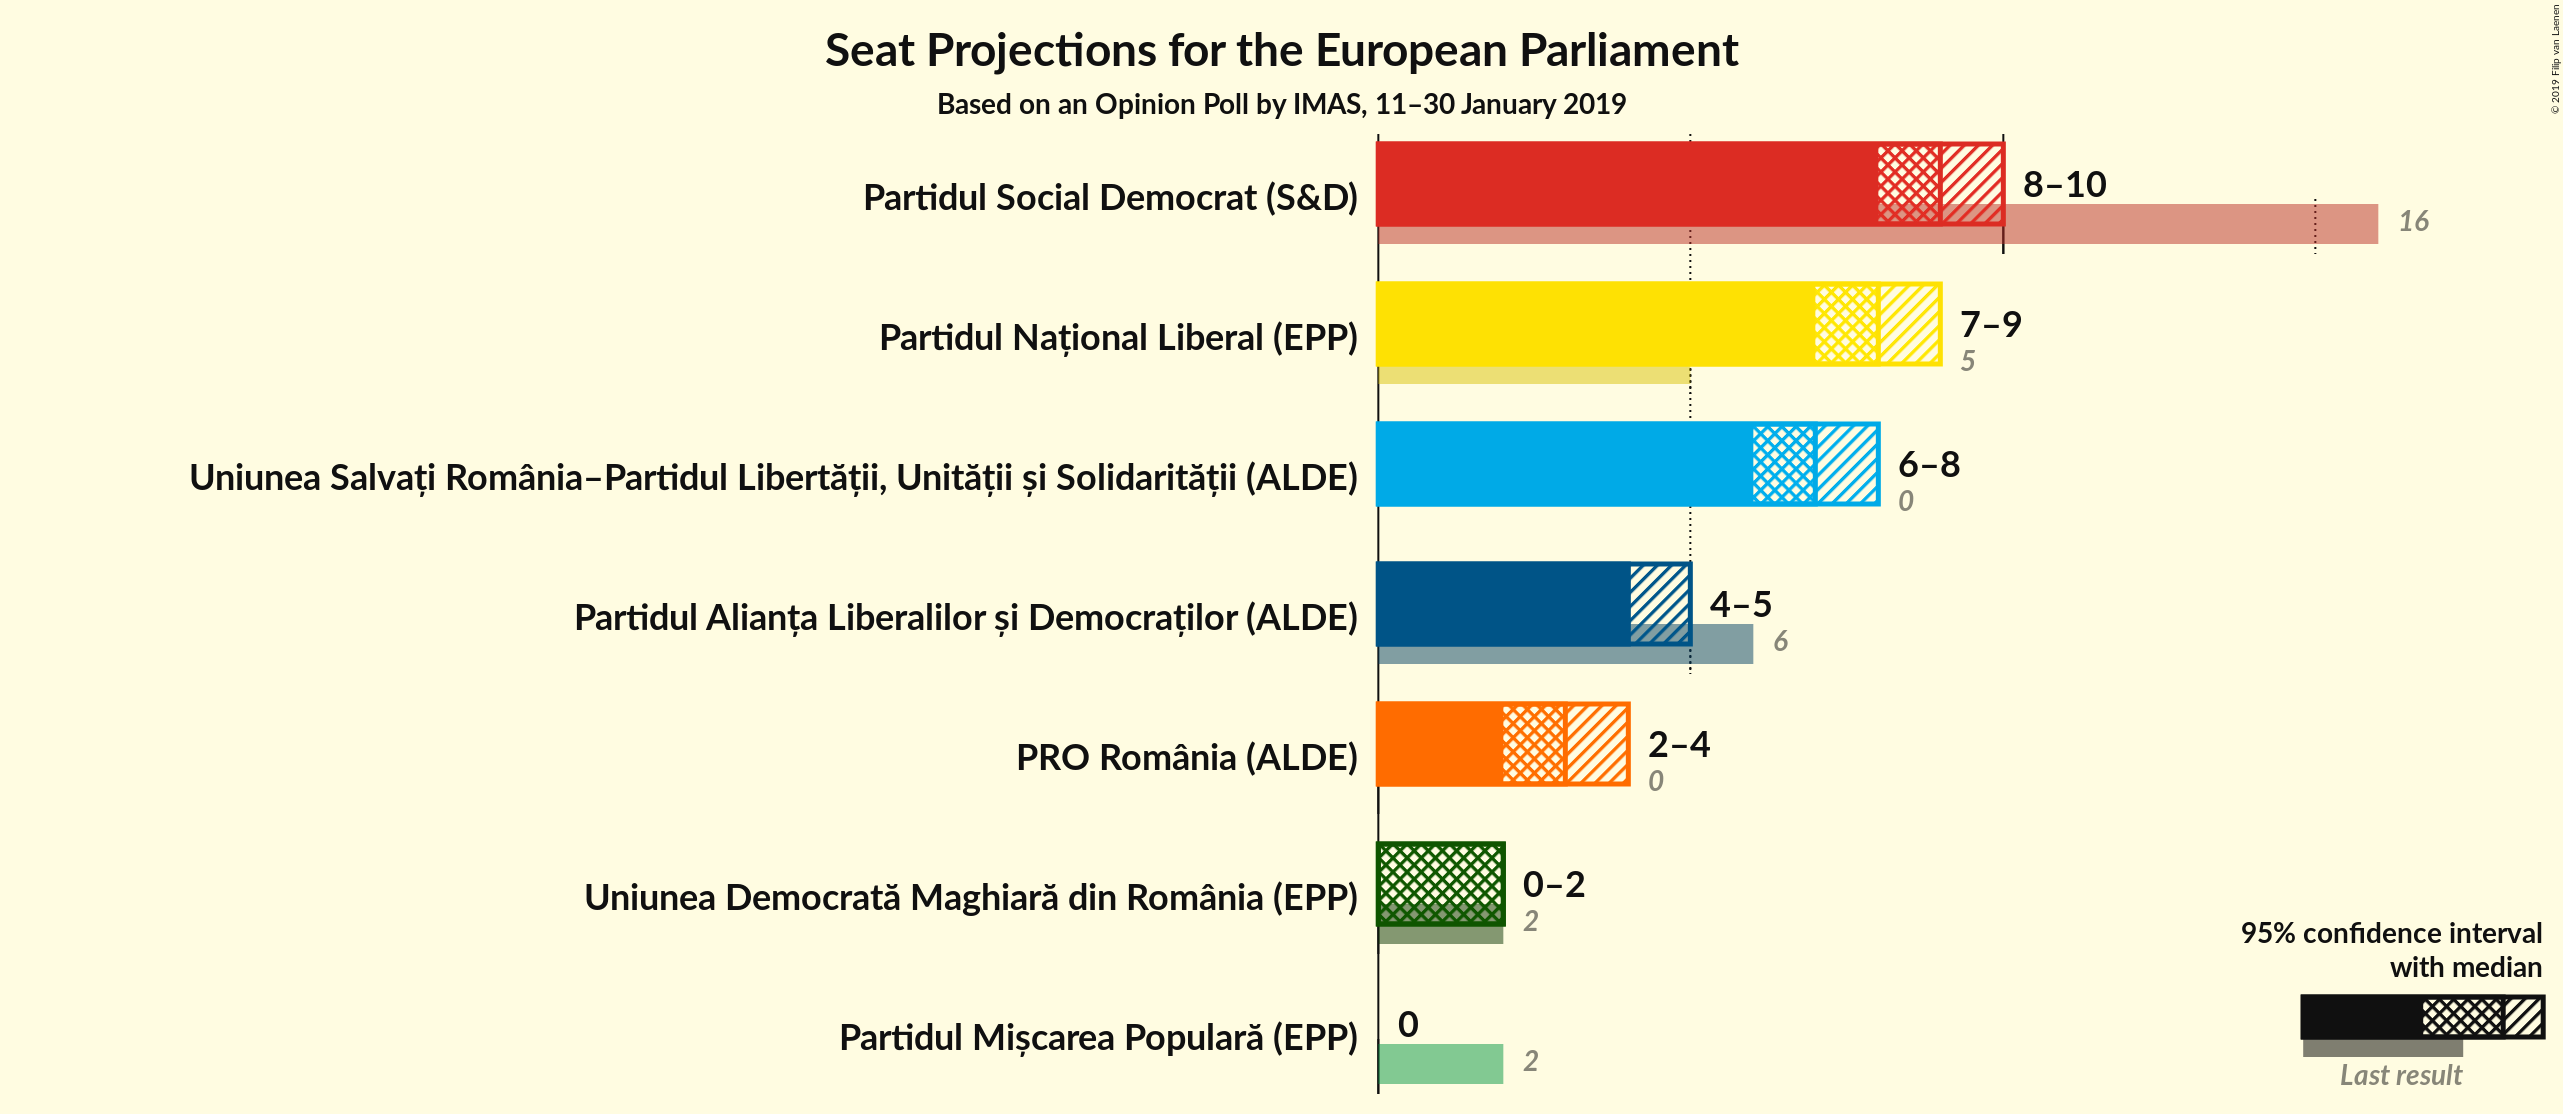 Seat Projections for the European Parliament
Based on an Opinion Poll by IMAS, 11–30 January 2019
© 2019 Filip van Laenen
Partidul Social Democrat (S&D)
8–10
16
Partidul Național Liberal (EPP)
7–9
5
Uniunea Salvați România–Partidul Libertății, Unității și Solidarității (ALDE)
6–8
0
Partidul Alianța Liberalilor și Democraților (ALDE)
4–5
6
PRO România (ALDE)
2–4
0
Uniunea Democrată Maghiară din România (EPP)
0–2
2
Partidul Mișcarea Populară (EPP)
0
2
95% confidence interval
with median
Last result